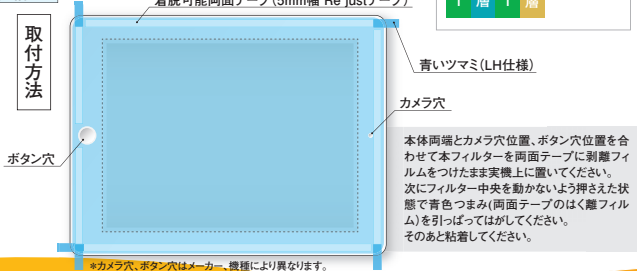 着脱可能両面テープ(5mm幅 Re justテープ)
1 層 1 層
取付方法
青いツマミ(LH仕様)
カメラ穴
ボタン穴
本体両端とカメラ穴位置、ボタン穴位置を合
わせて本フィルターを両面テープに剥離フィ
ルムをつけたまま実機上に置いてください。
次にフィルター中央を動かないよう押さえた状
態で青色つまみ(両面テープのはく離フィル
ム)を引っぱってはがしてください。
そのあと粘着してください。
*カメラ穴、ボタン穴はメーカー、機種により異なります。